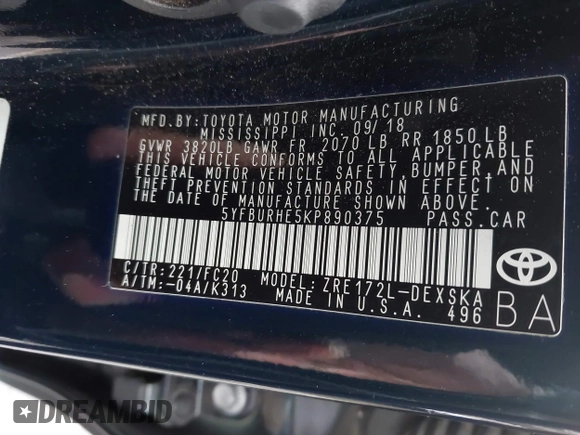 MFD.BY:TOYOTA MOTOR MANUFACTURING
MISSISSIPPI INC. 09/18
GVWR 3820LB GAWR FR 2070 LB RR 1850 LB
THIS VEHICLE CONFORMS TO ALL APPLICABLE
FEDERAL MOTOR VEHICLE SAFETY,BUMPER,AND
THEFT PREVENTION STANDARDS IN EFFECT ON
THE DATE OF MANUFACTURE SHOWN ABOVE.
5YFBURHE5KP890375 PASS.CAR
C/TR:221/FC20 MODEL:ZRE172L-DEXSKA
A/TM:-04A/K313 MADE IN U.S.A. 496
BA
DREAMBID